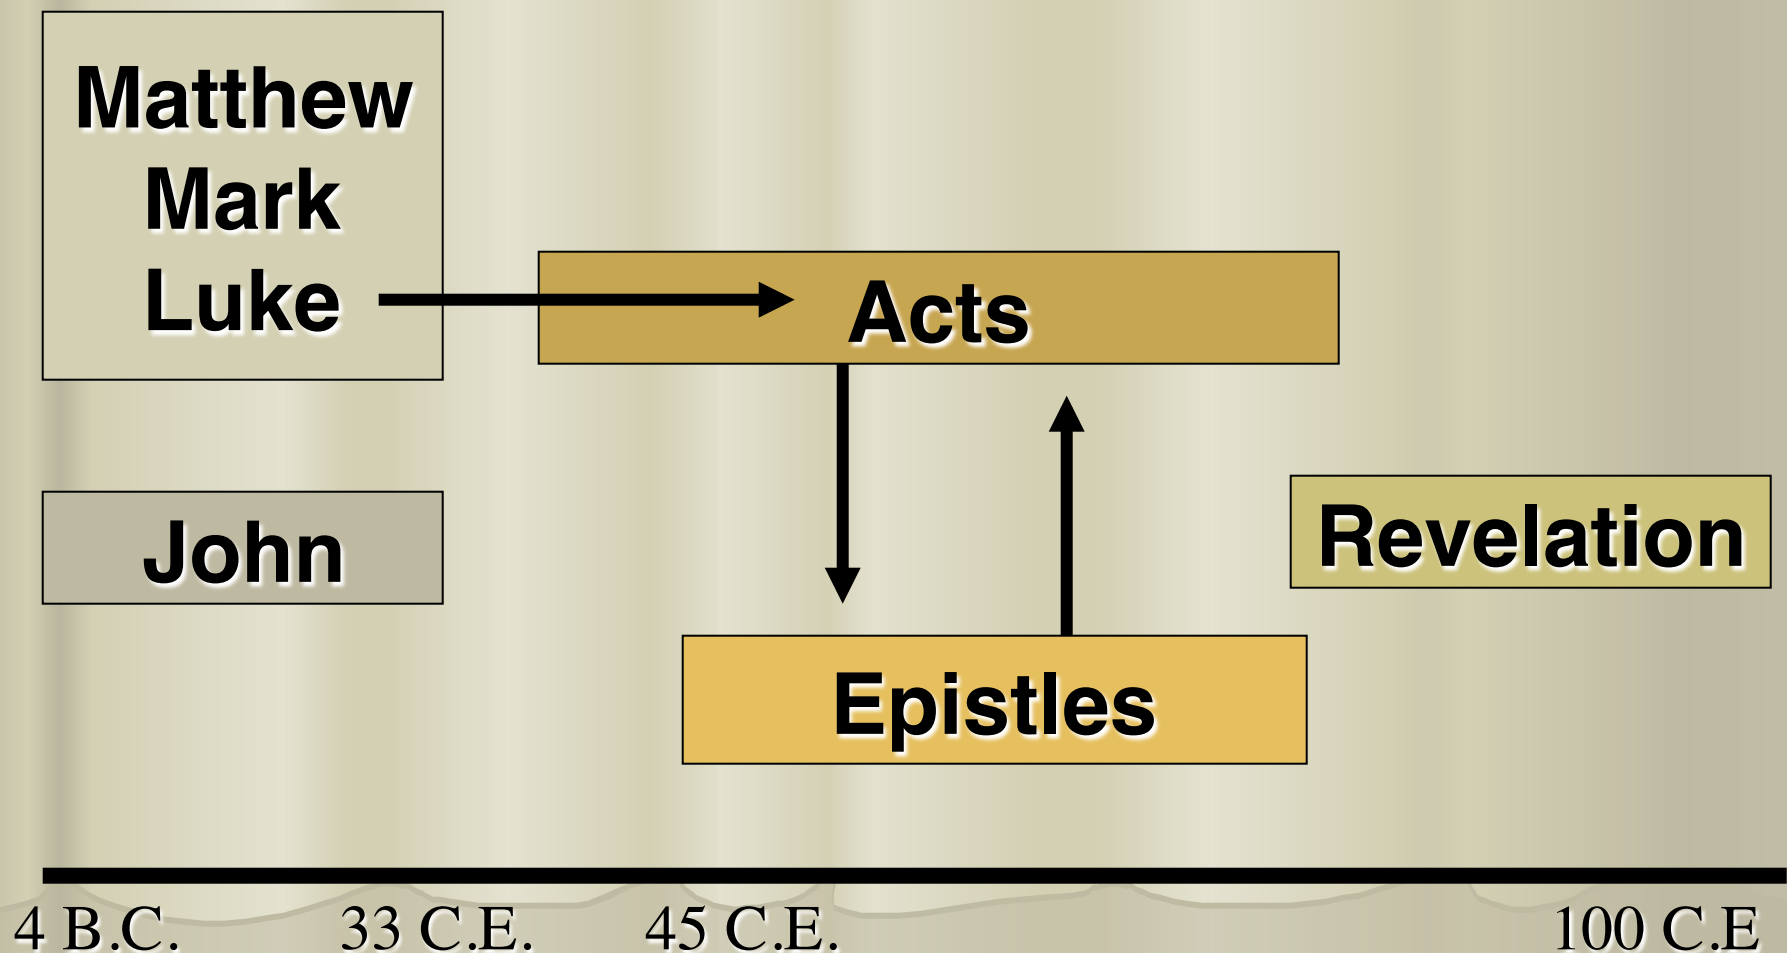 Matthew
Mark
Luke
Acts
John
Revelation
Epistles
4 B.C.
33 C.E.
45 C.E.
100 C.E